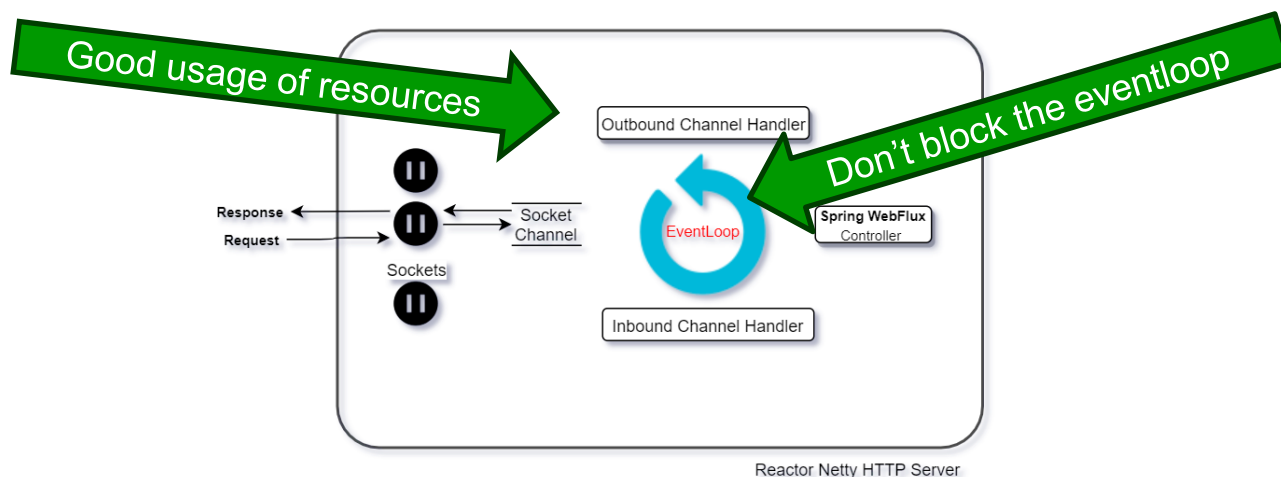 Good usage of resources
Don't block the eventloop
Outbound Channel Handler
Response
Request
Socket
Channel
EventLoop
Spring WebFlux
Controller
Sockets
Inbound Channel Handler
Reactor Netty HTTP Server